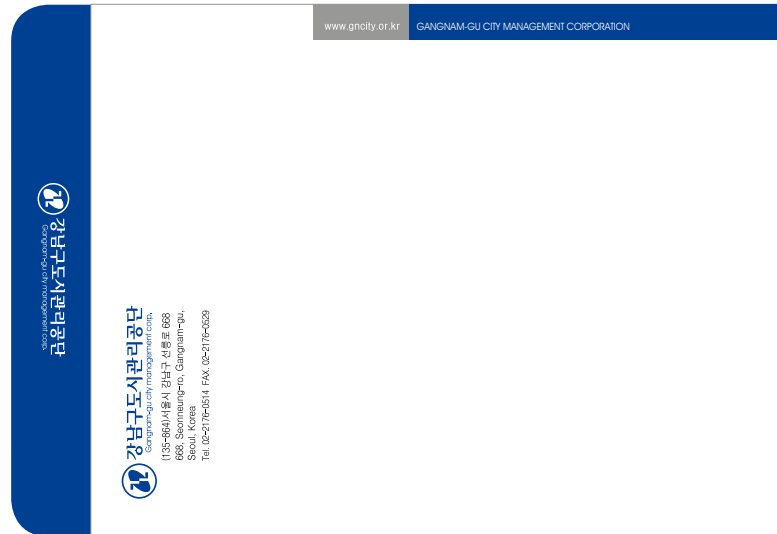 www.gncity.or.kr
GANGNAM-GU CITY MANAGEMENT CORPORATION
강남구도시관리공단
Gangnam-gu city management corp.
강남구도시관리공단
Gangnam-gu city management corp.
(135-864)서울시 강남구 선릉로 668
668, Seonneung-ro, Gangnam-gu,
Seoul, Korea
Tel. 02-2176-0514 FAX. 02-2176-0529